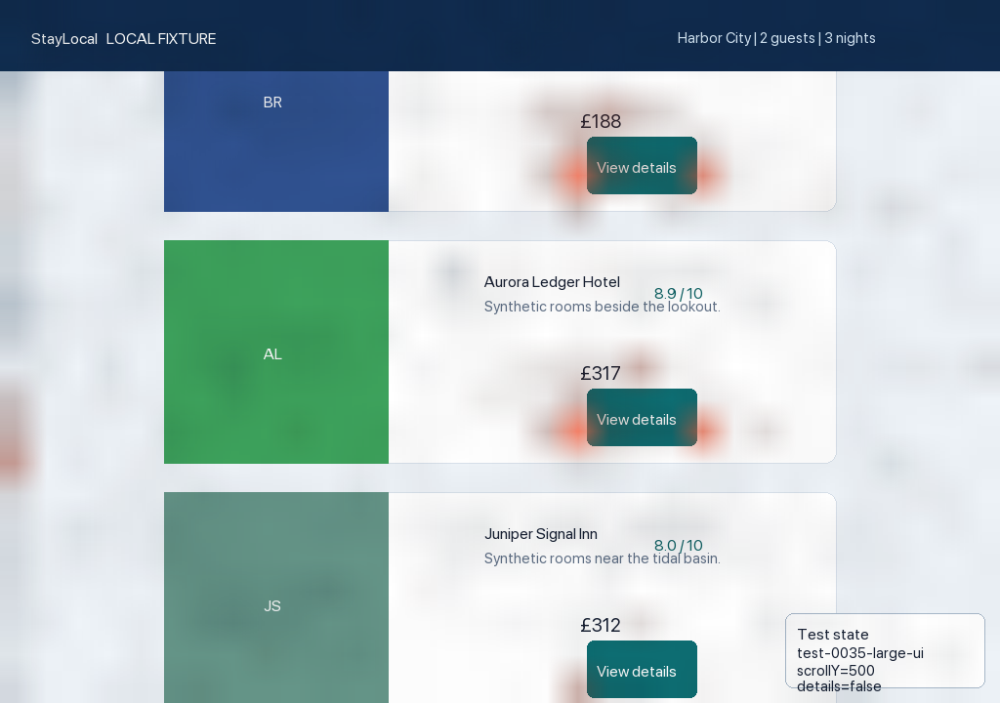 StayLocal LOCAL FIXTURE
Harbor City | 2 guests | 3 nights
BR
£188
View details
Aurora Ledger Hotel
8.9 / 10
Synthetic rooms beside the lookout.
AL
£317
View details
Juniper Signal Inn
8.0 / 10
Synthetic rooms near the tidal basin.
JS
£312
View details
Test state
test-0035-large-ui
scrollY=500
details=false